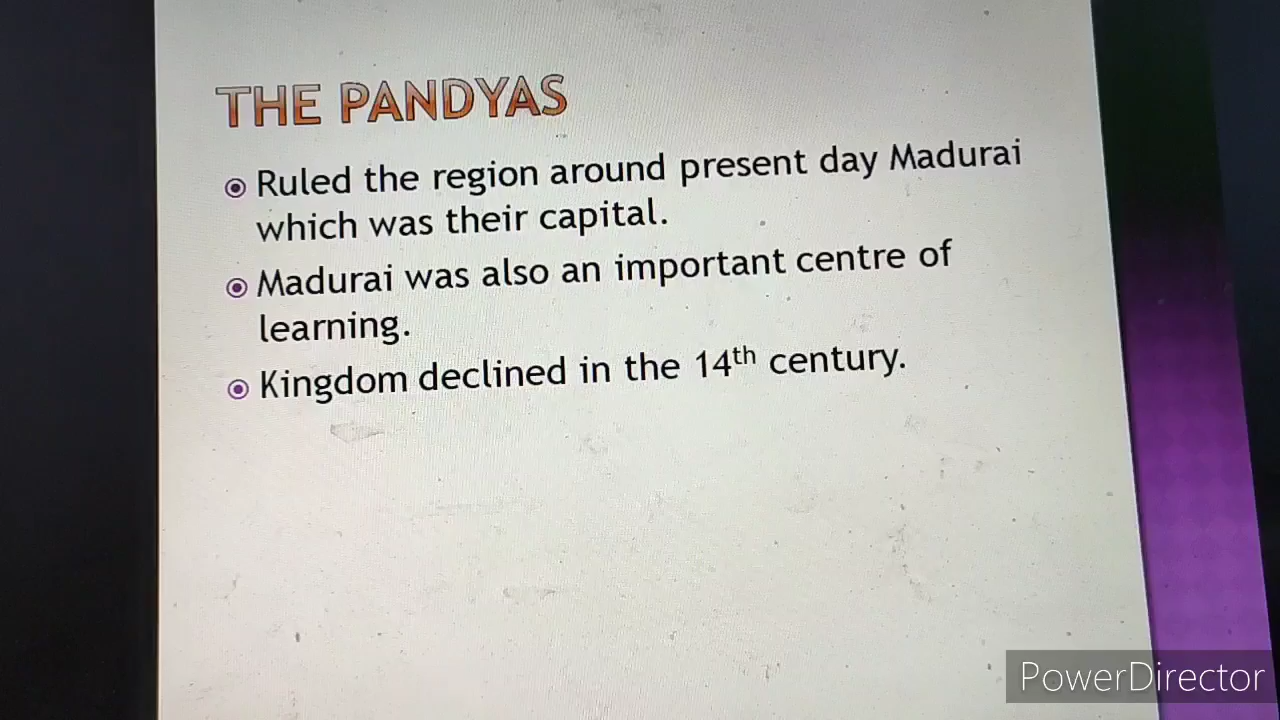 THE PANDYAS
Ruled the region around present day Madurai
which was their capital.
Madurai was also an important centre of
learning.
Kingdom declined in the 14th century.
PowerDirector